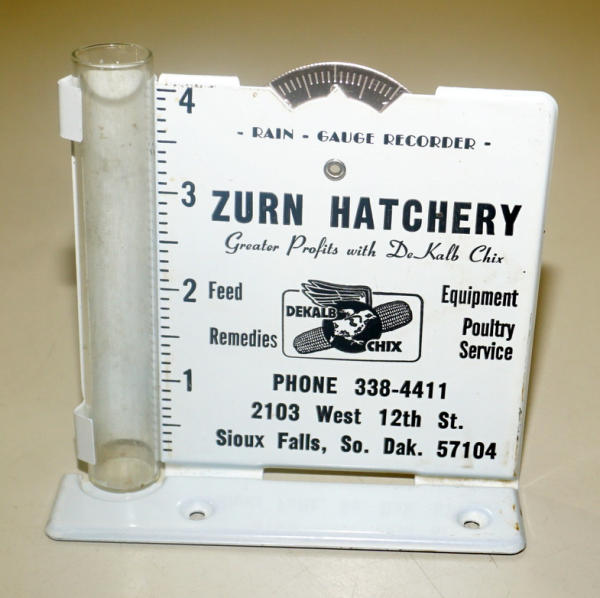 4
- RAIN - GAUGE RECORDER -
3
ZURN HATCHERY
Greater Profits with DeKalb Chix
2
Feed
Equipment
DEKALB
CHIX
Remedies
Poultry
Service
1
PHONE 338-4411
2103 West 12th St.
Sioux Falls, So. Dak. 57104